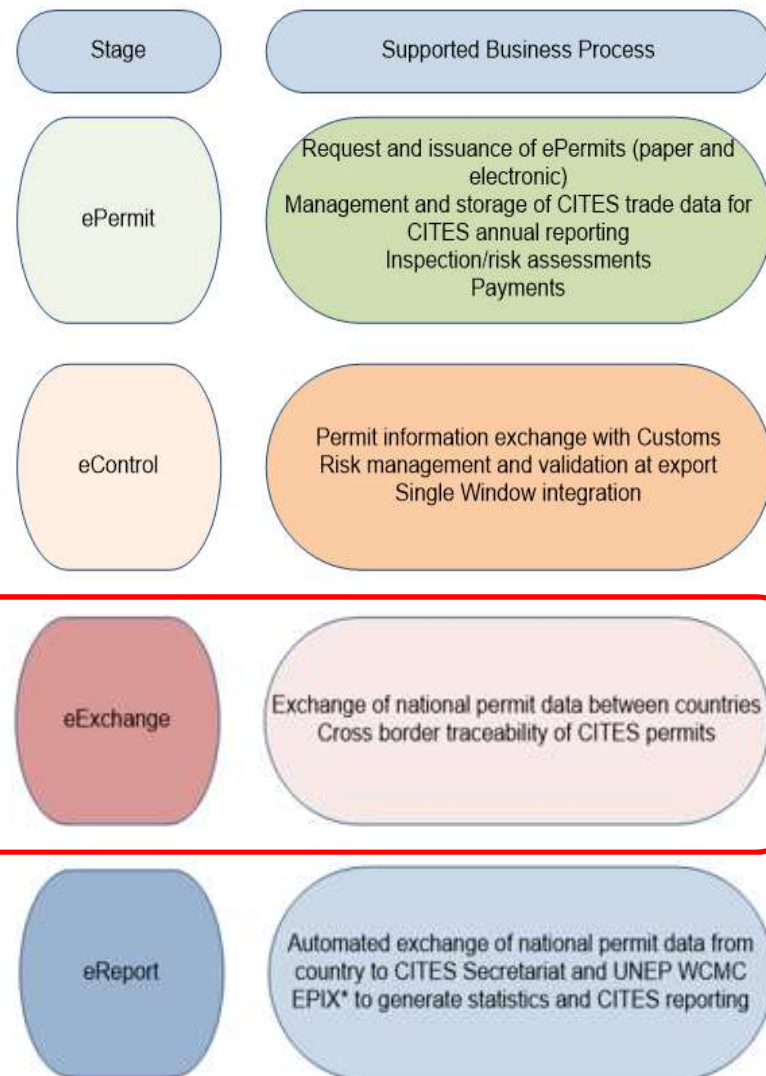 Stage
Supported Business Process
ePermit
Request and issuance of ePermits (paper and
electronic)
Management and storage of CITES trade data for
CITES annual reporting
Inspection/risk assessments
Payments
eControl
Permit information exchange with Customs
Risk management and validation at export
Single Window integration
eExchange
Exchange of national permit data between countries
Cross border traceability of CITES permits
eReport
Automated exchange of national permit data from
country to CITES Secretariat and UNEP WCMC
EPIX* to generate statistics and CITES reporting